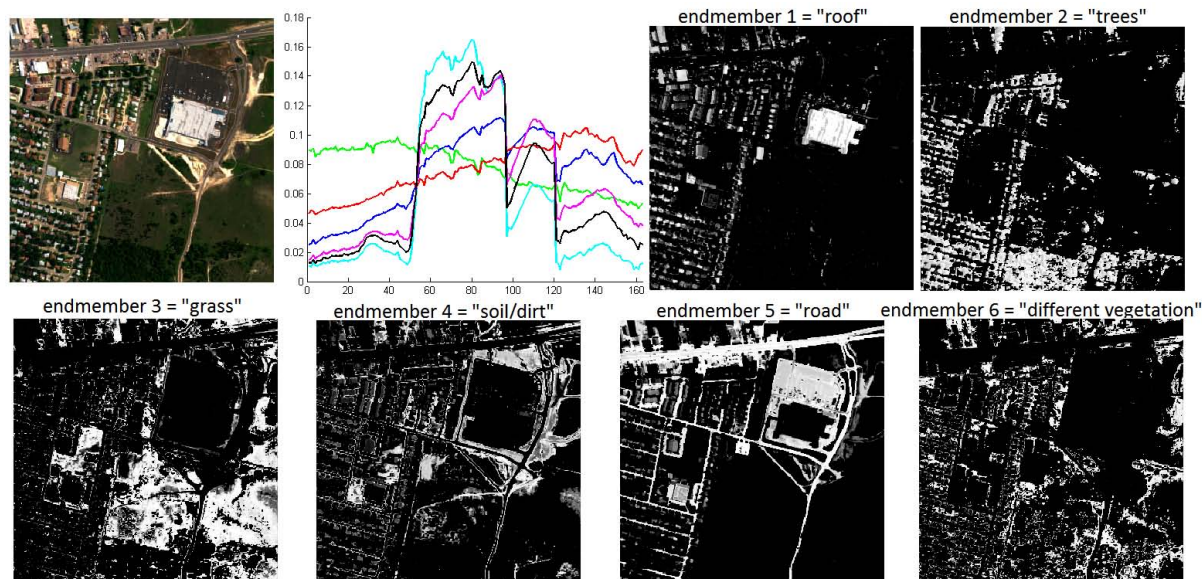 endmember 1 = "roof"
endmember 2 = "trees"
0.18
0.16
0.14
0.12
0.1
0.08
0.06
0.04
0.02
0
0 20 40 60 80 100 120 140 160
endmember 3 = "grass"
endmember 4 = "soil/dirt"
endmember 5 = "road"
endmember 6 = "different vegetation"